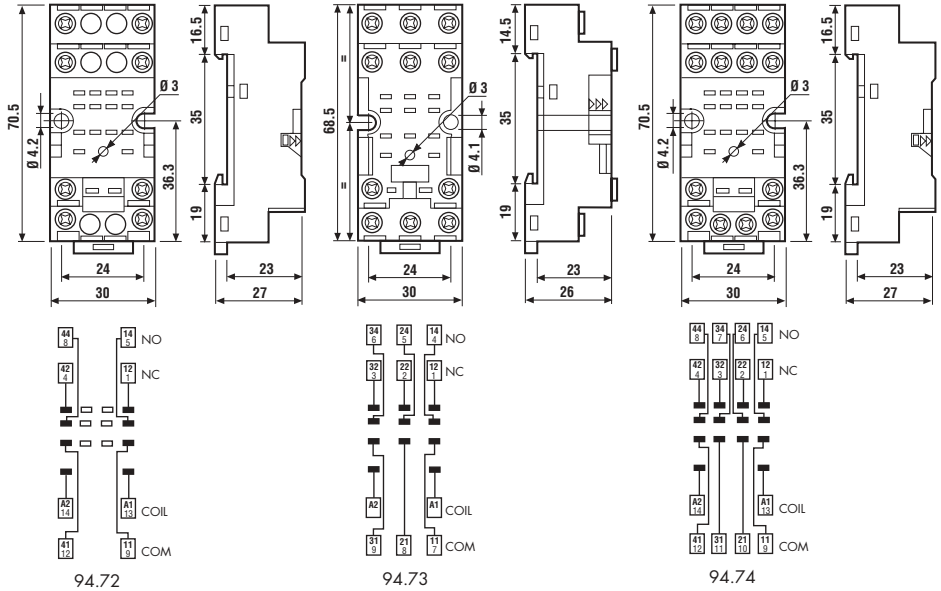 70.5
Ø 4.2
Ø 3
36.3
24
30
16.5
35
19
23
27
68.5
=
=
Ø 3
Ø 4.1
24
30
14.5
35
19
23
26
70.5
Ø 4.2
Ø 3
36.3
24
30
16.5
35
19
23
27
44 14 NO
8 5
42 12 NC
4 1
A2 A1 COIL
14 13
41 11 COM
12 9
94.72
34 24 14 NO
6 5 4
32 22 12 NC
3 2 1
A2 A1 COIL
31 21 11 COM
9 8 7
94.73
44 34 24 14 NO
8 7 6 5
42 32 22 12 NC
4 3 2 1
A2 A1 COIL
14 13
41 31 21 11 COM
12 11 10 9
94.74